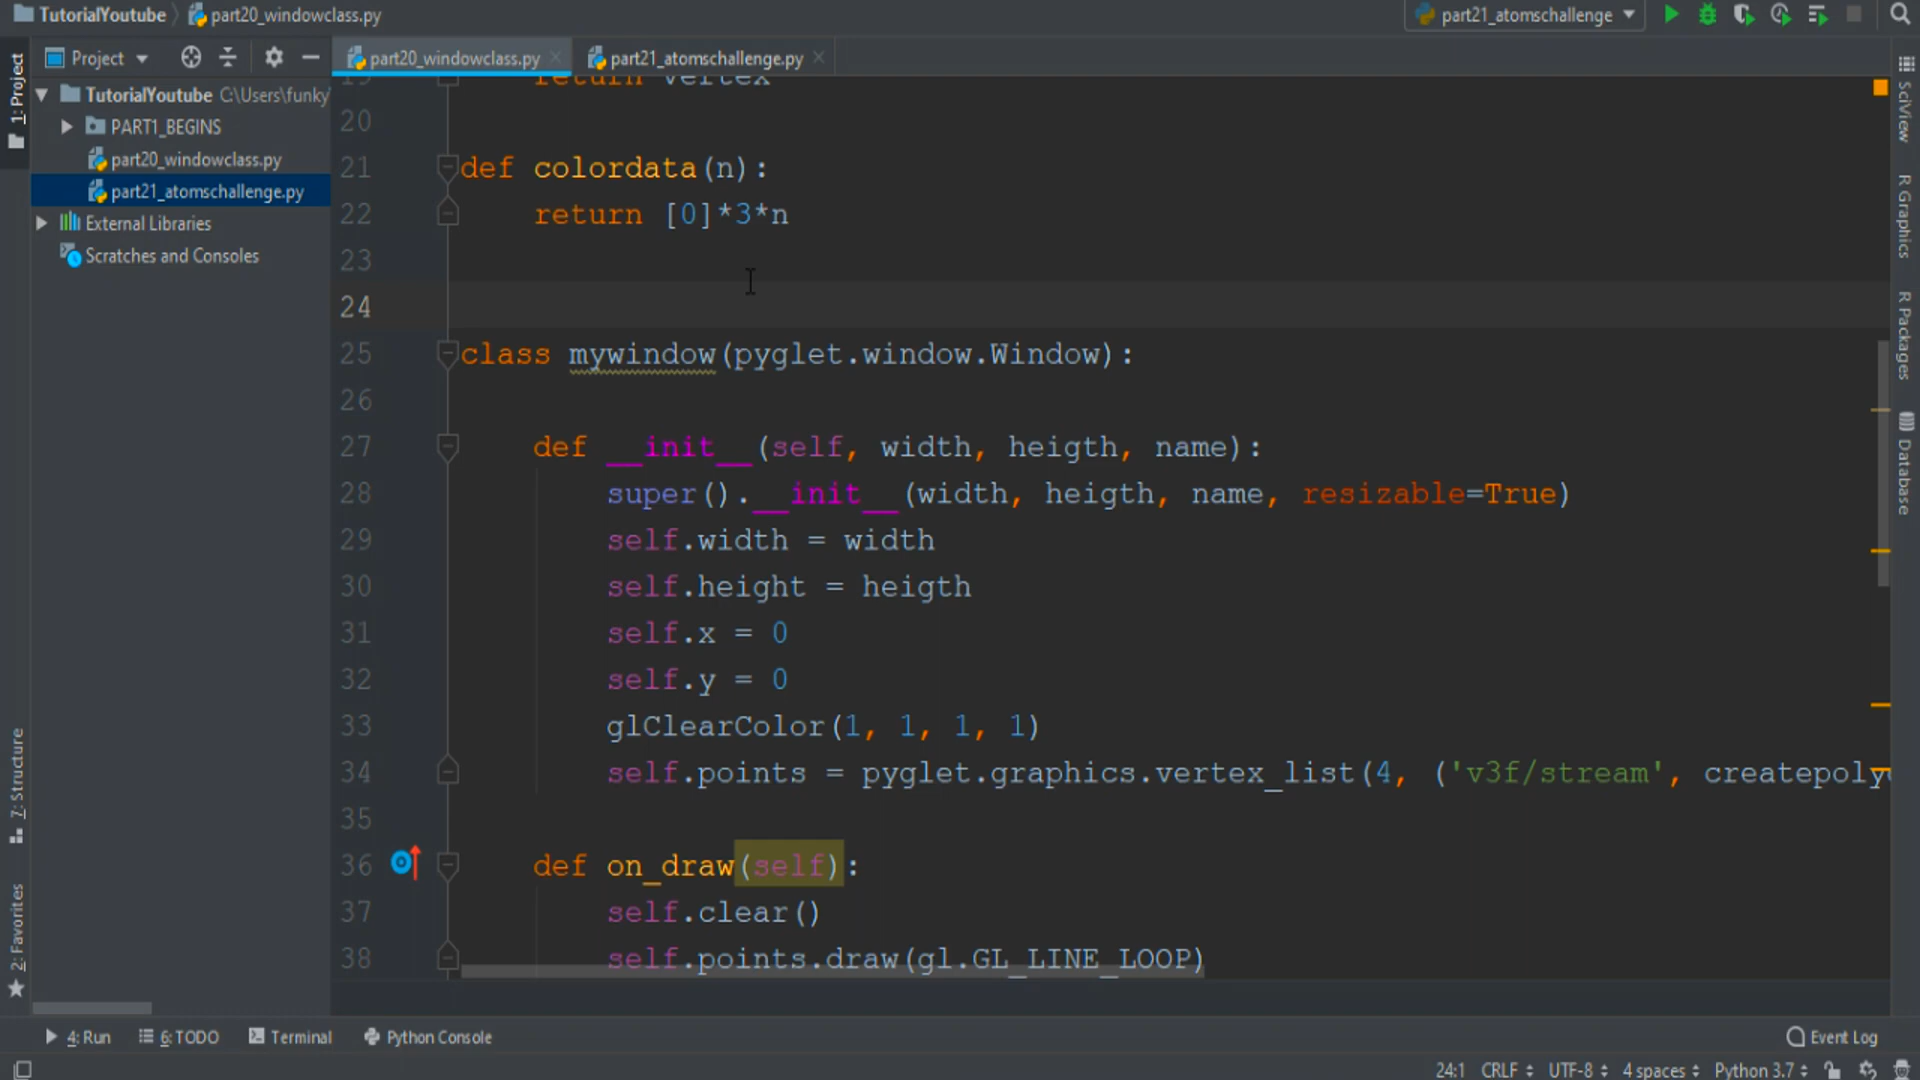 TutorialYoutube part20_windowclass.py part21_atomschallenge
1: Project
Project
part20_windowclass.py part21_atomschallenge.py
TutorialYoutube C:\Users\funky
PART1_BEGINS
part20_windowclass.py
part21_atomschallenge.py
External Libraries
Scratches and Consoles
19 return vertex
20
21 def colordata(n):
22 return [0]*3*n
23
24
25 class mywindow(pyglet.window.Window):
26
27 def __init__(self, width, heigth, name):
28 super().__init__(width, heigth, name, resizable=True)
29 self.width = width
30 self.height = heigth
31 self.x = 0
32 self.y = 0
33 glClearColor(1, 1, 1, 1)
34 self.points = pyglet.graphics.vertex_list(4, ('v3f/stream', createpoly
35
36 def on_draw(self):
37 self.clear()
38 self.points.draw(gl.GL_LINE_LOOP)
SciView
R Graphics
R Packages
Database
7: Structure
2: Favorites
4: Run 6: TODO Terminal Python Console Event Log
24:1 CRLF UTF-8 4 spaces Python 3.7